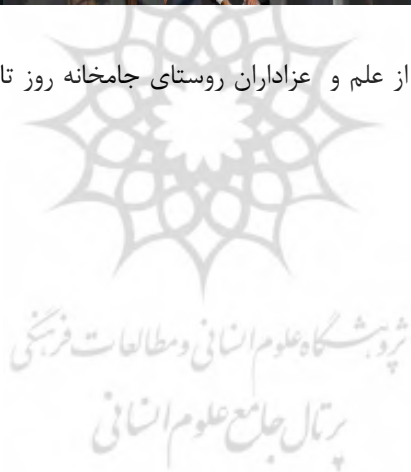 از علم و عزاداران روستای جامخانه روز تا
پژوهشگاه علوم انسانی و مطالعات فرهنگی
پرتال جامع علوم انسانی